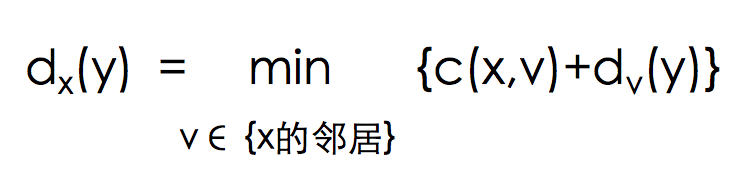 dx(y) = min {c(x,v)+dv(y)}
v∈ {x的邻居}